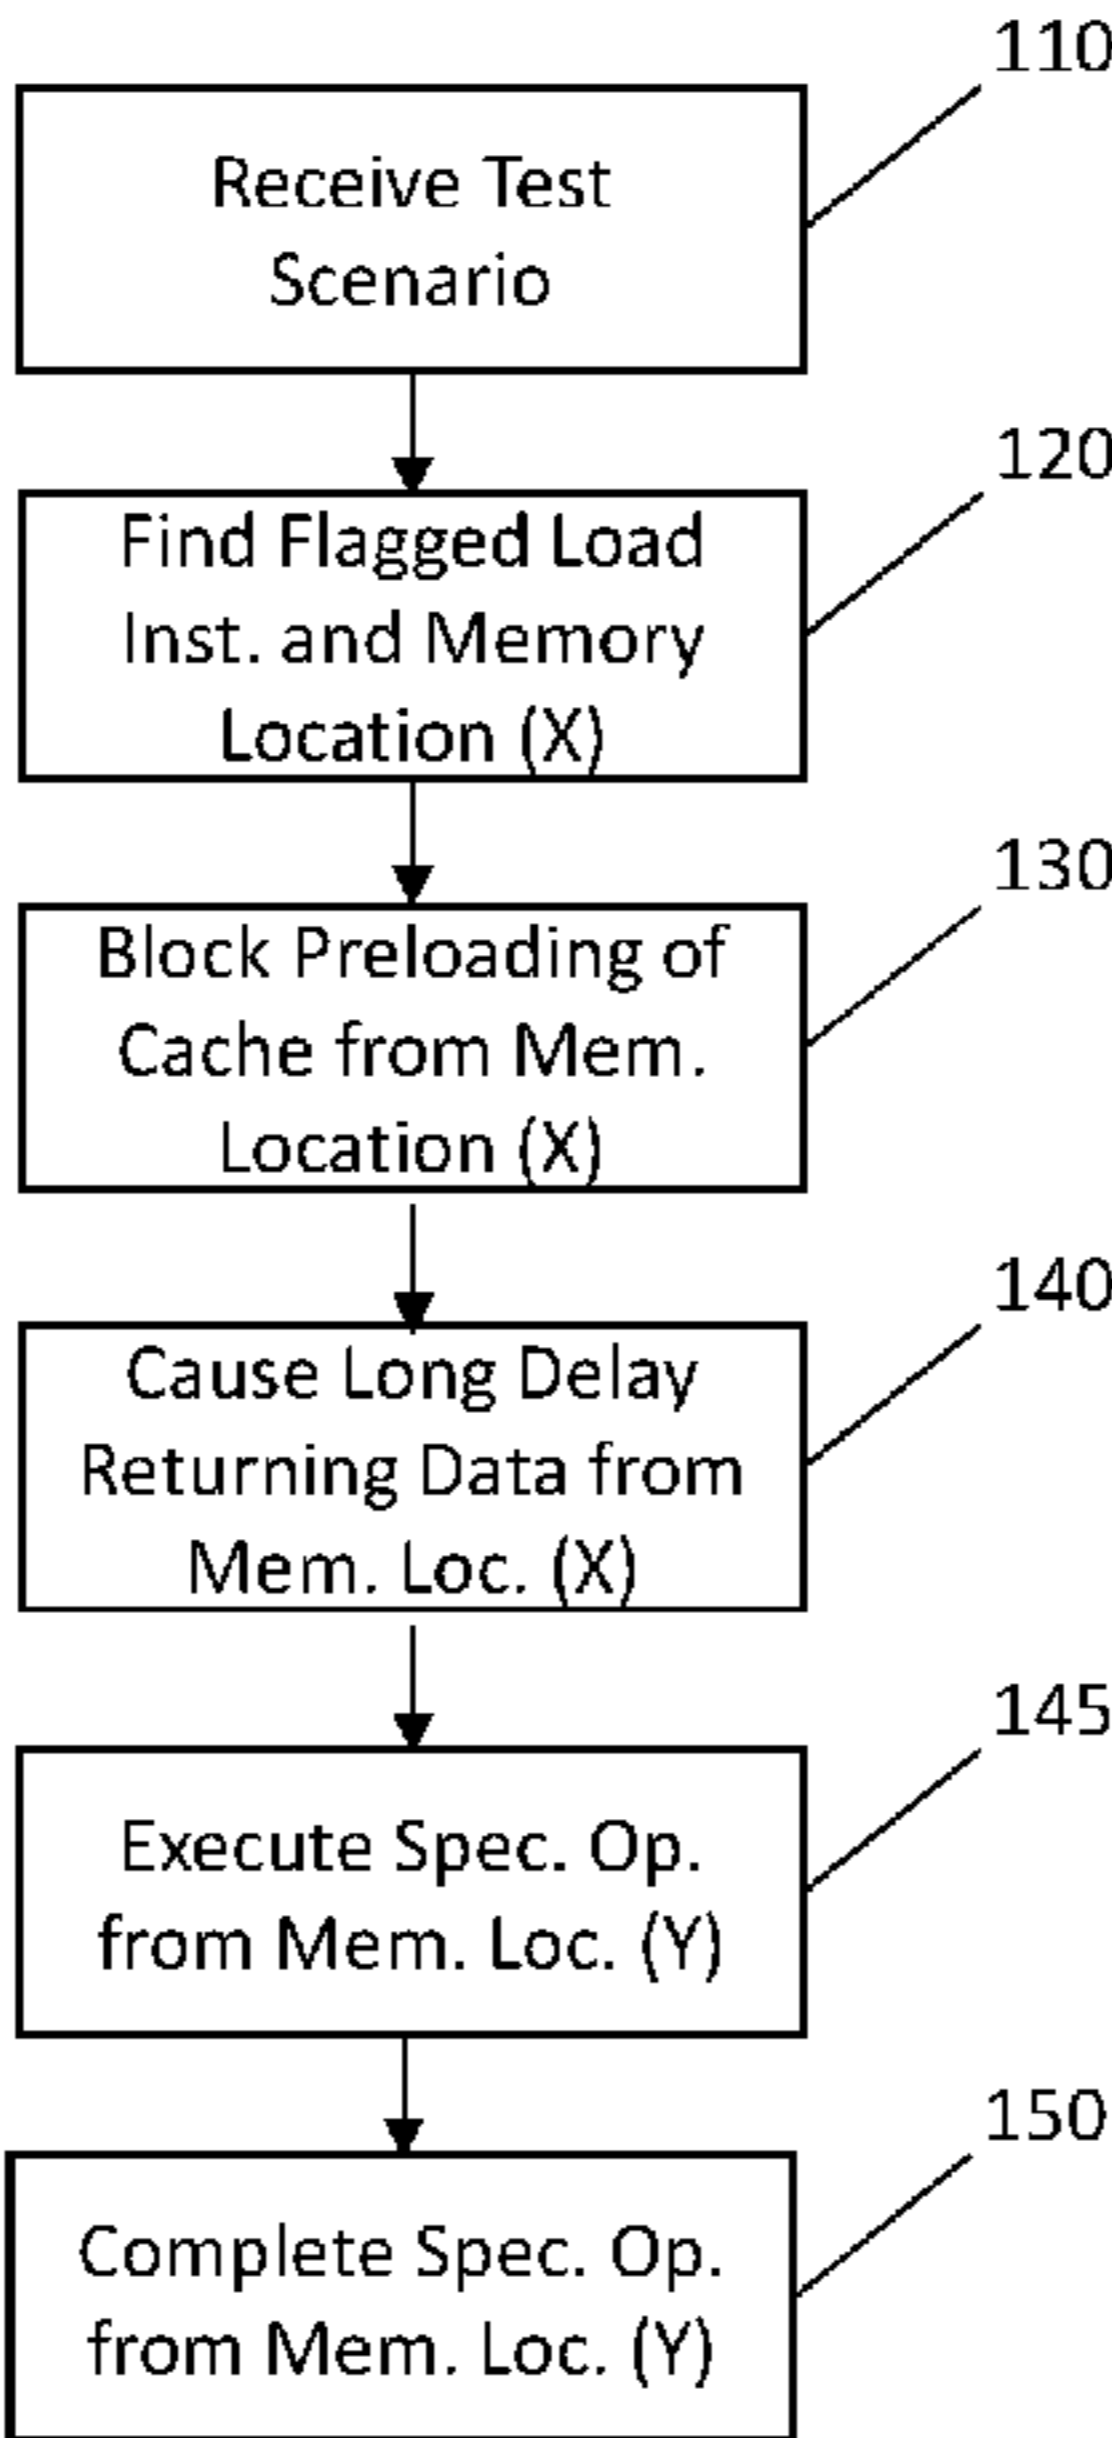 110
Receive Test
Scenario
120
Find Flagged Load
Inst. and Memory
Location (X)
130
Block Preloading of
Cache from Mem.
Location (X)
140
Cause Long Delay
Returning Data from
Mem. Loc. (X)
145
Execute Spec. Op.
from Mem. Loc. (Y)
150
Complete Spec. Op.
from Mem. Loc. (Y)